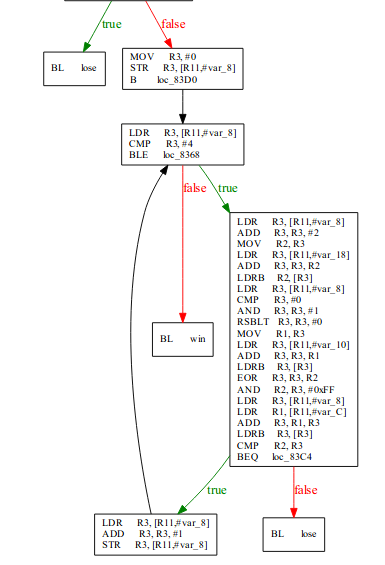 true false
BL lose
MOV R3, #0
STR R3, [R11,#var_8]
B loc_83D0
LDR R3, [R11,#var_8]
CMP R3, #4
BLE loc_8368
false true
LDR R3, [R11,#var_8]
ADD R3, R3, #2
MOV R2, R3
LDR R3, [R11,#var_18]
ADD R3, R3, R2
LDRB R2, [R3]
LDR R3, [R11,#var_8]
CMP R3, #0
AND R3, R3, #1
RSBLT R3, R3, #0
MOV R1, R3
LDR R3, [R11,#var_10]
ADD R3, R3, R1
LDRB R3, [R3]
EOR R3, R3, R2
AND R2, R3, #0xFF
LDR R3, [R11,#var_8]
LDR R1, [R11,#var_C]
ADD R3, R1, R3
LDRB R3, [R3]
CMP R2, R3
BEQ loc_83C4
BL win
true false
LDR R3, [R11,#var_8]
ADD R3, R3, #1
STR R3, [R11,#var_8]
BL lose